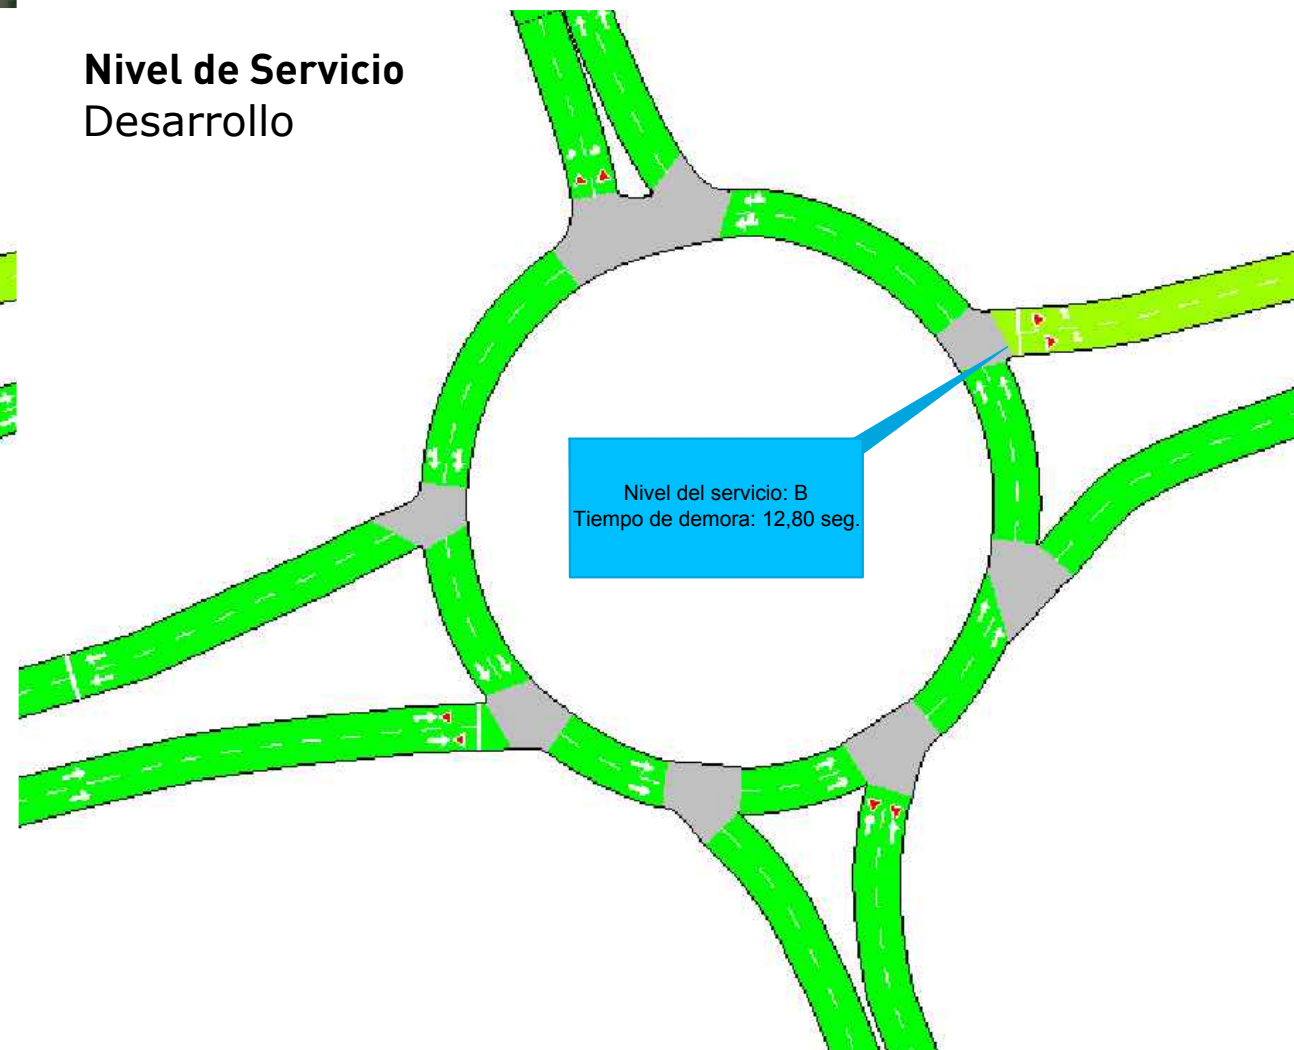 Nivel de Servicio
Desarrollo
Nivel del servicio: B
Tiempo de demora: 12,80 seg.